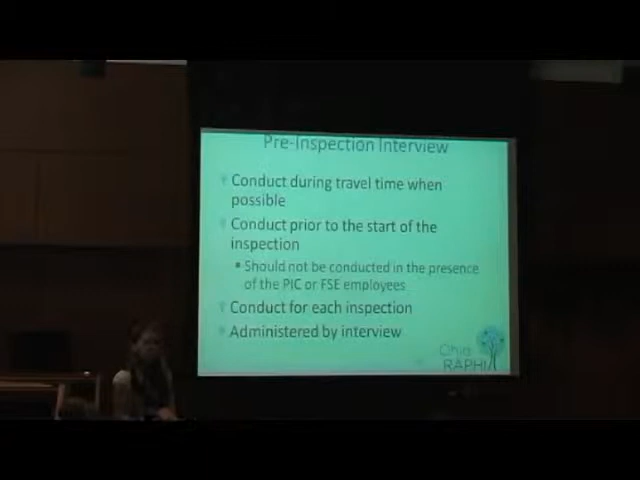 Pre-Inspection Interview
Conduct during travel time when
possible
Conduct prior to the start of the
inspection
Should not be conducted in the presence
of the PIC or FSE employees
Conduct for each inspection
Administered by interview
Ohio
RAPHI